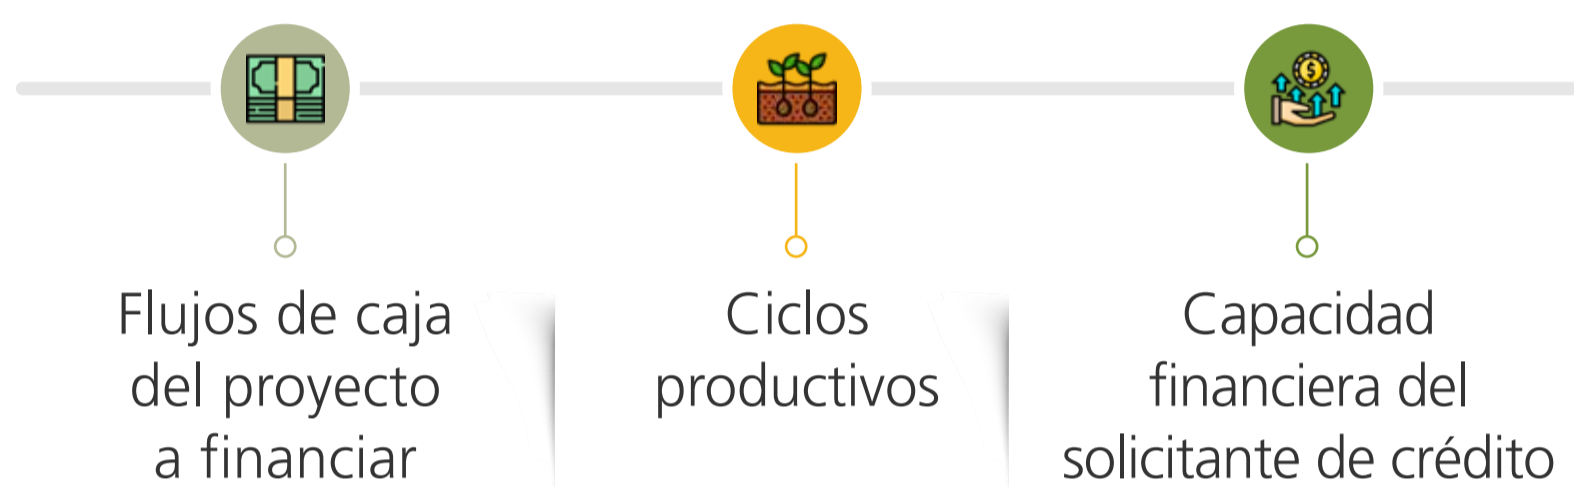 Flujos de caja
del proyecto
a financiar
Ciclos
productivos
Capacidad
financiera del
solicitante de crédito